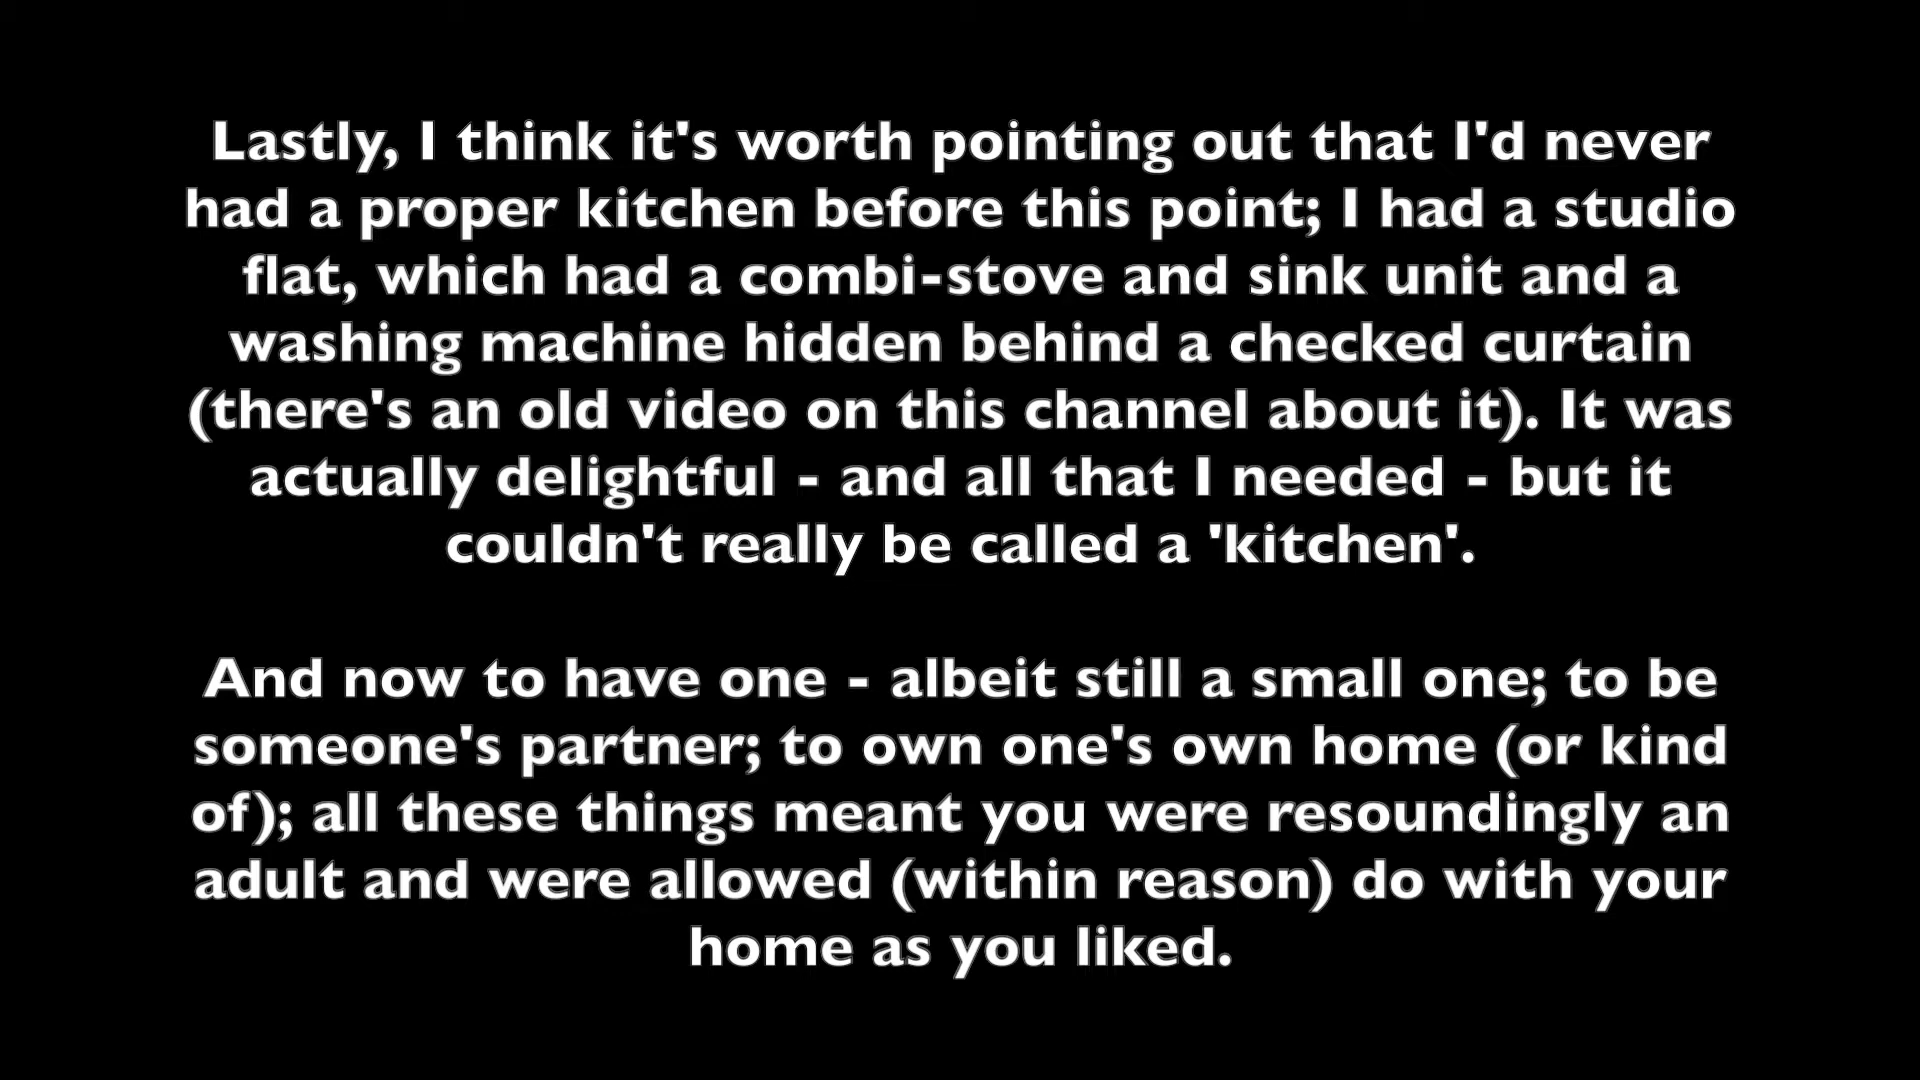 Lastly, I think it's worth pointing out that I'd never
had a proper kitchen before this point; I had a studio
flat, which had a combi-stove and sink unit and a
washing machine hidden behind a checked curtain
(there's an old video on this channel about it). It was
actually delightful - and all that I needed - but it
couldn't really be called a 'kitchen'.
And now to have one - albeit still a small one; to be
someone's partner; to own one's own home (or kind
of); all these things meant you were resoundingly an
adult and were allowed (within reason) do with your
home as you liked.